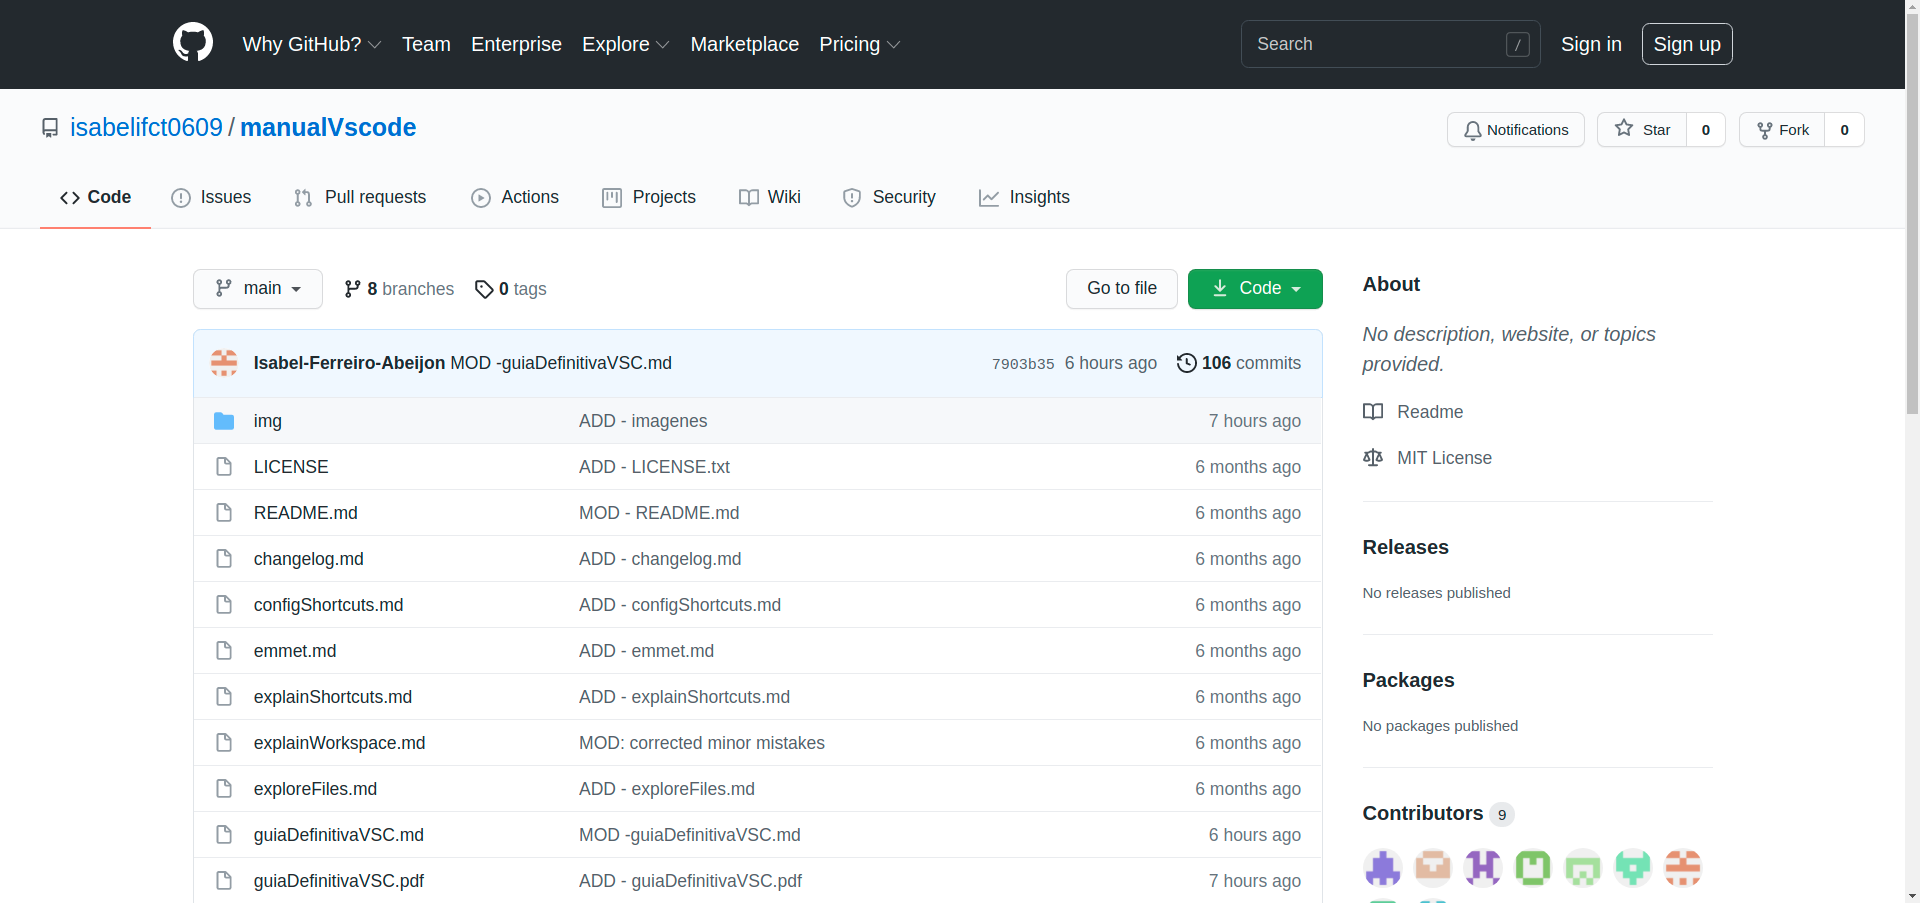 Why GitHub? Team Enterprise Explore Marketplace Pricing Search / Sign in Sign up
isabelifct0609 / manualVscode Notifications Star 0 Fork 0
Code Issues Pull requests Actions Projects Wiki Security Insights
main 8 branches 0 tags Go to file Code
Isabel-Ferreiro-Abeijon MOD -guiaDefinitivaVSC.md 7903b35 6 hours ago 106 commits
img ADD - imagenes 7 hours ago
LICENSE ADD - LICENSE.txt 6 months ago
README.md MOD - README.md 6 months ago
changelog.md ADD - changelog.md 6 months ago
configShortcuts.md ADD - configShortcuts.md 6 months ago
emmet.md ADD - emmet.md 6 months ago
explainShortcuts.md ADD - explainShortcuts.md 6 months ago
explainWorkspace.md MOD: corrected minor mistakes 6 months ago
exploreFiles.md ADD - exploreFiles.md 6 months ago
guiaDefinitivaVSC.md MOD -guiaDefinitivaVSC.md 6 hours ago
guiaDefinitivaVSC.pdf ADD - guiaDefinitivaVSC.pdf 7 hours ago
About
No description, website, or topics
provided.
Readme
MIT License
Releases
No releases published
Packages
No packages published
Contributors 9